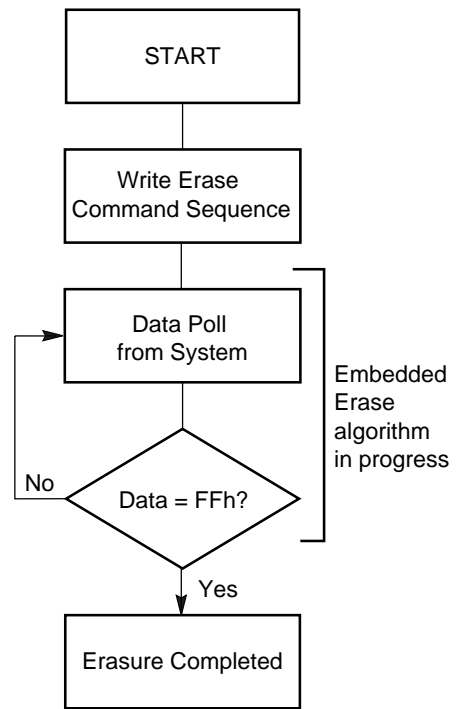 START
Write Erase
Command Sequence
Data Poll
from System
Embedded
Erase
algorithm
in progress
No
Data = FFh?
Yes
Erasure Completed